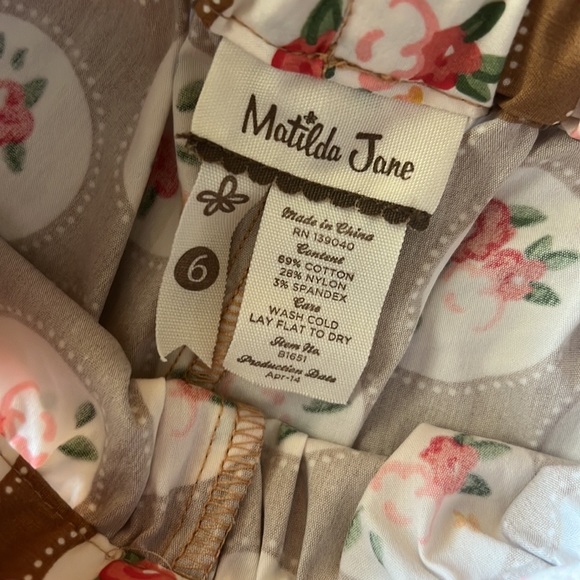 Matilda Jane
6
Made in China
RN 139040
Content
69% COTTON
28% NYLON
3% SPANDEX
Care
WASH COLD
LAY FLAT TO DRY
Item No.
B1651
Production Date
Apr-14